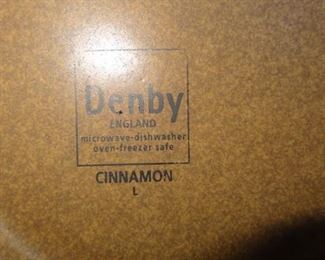 Denby
ENGLAND
microwave-dishwasher
oven-freezer safe
CINNAMON
L